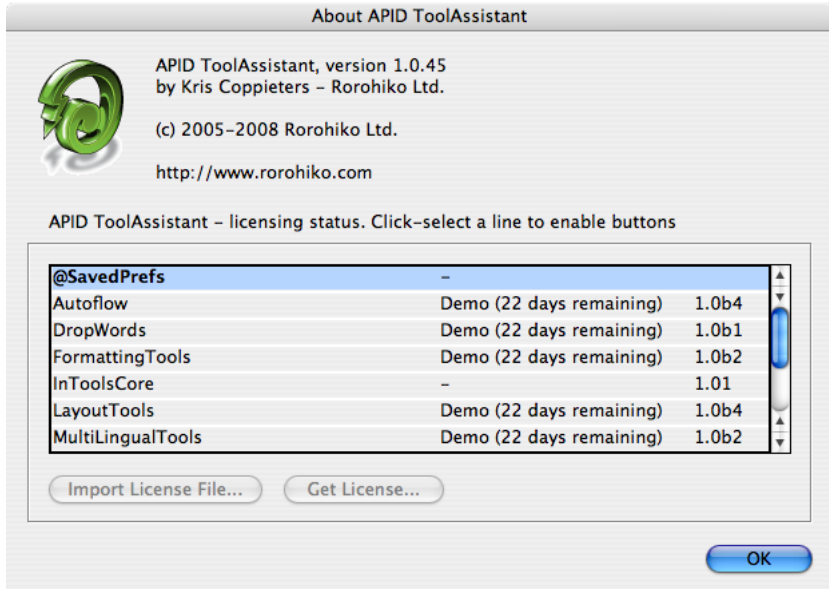 About APID ToolAssistant
APID ToolAssistant, version 1.0.45
by Kris Coppieters – Rorohiko Ltd.
(c) 2005–2008 Rorohiko Ltd.
http://www.rorohiko.com
APID ToolAssistant – licensing status. Click–select a line to enable buttons
@SavedPrefs –
Autoflow Demo (22 days remaining) 1.0b4
DropWords Demo (22 days remaining) 1.0b1
FormattingTools Demo (22 days remaining) 1.0b2
InToolsCore – 1.01
LayoutTools Demo (22 days remaining) 1.0b4
MultiLingualTools Demo (22 days remaining) 1.0b2
Import License File... Get License...
OK